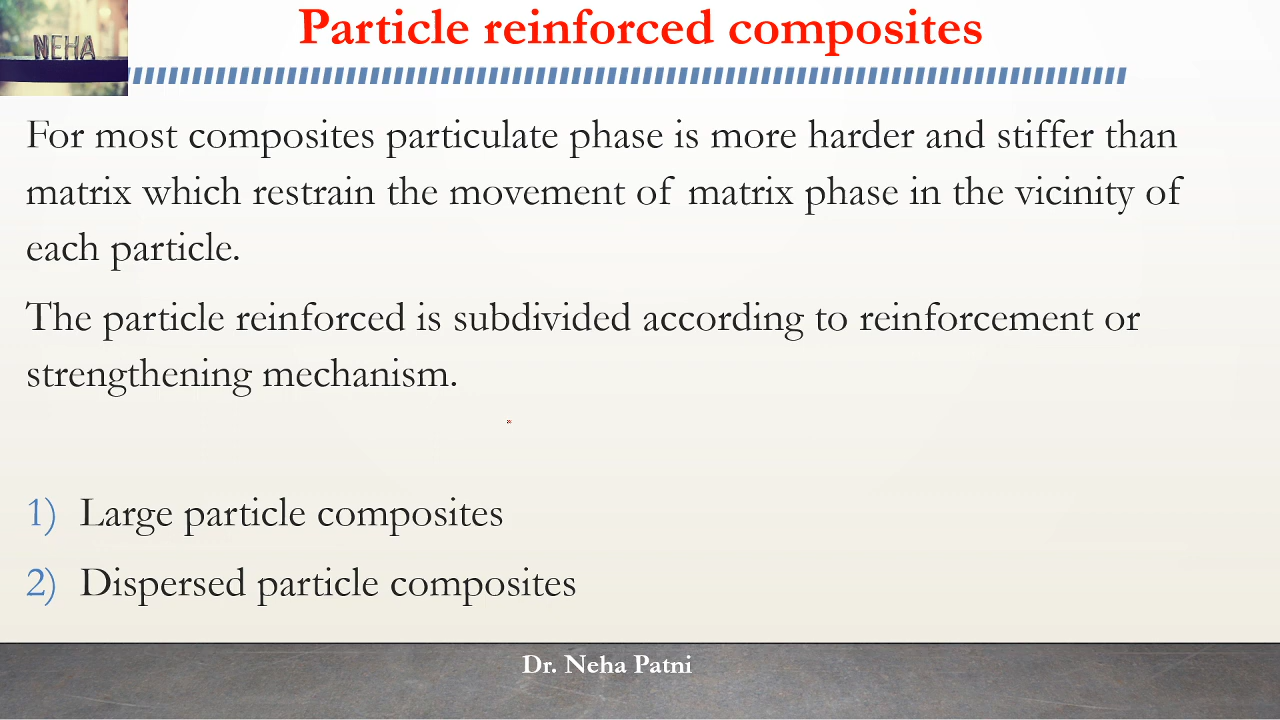 NEHA
Particle reinforced composites
For most composites particulate phase is more harder and stiffer than
matrix which restrain the movement of matrix phase in the vicinity of
each particle.
The particle reinforced is subdivided according to reinforcement or
strengthening mechanism.
1) Large particle composites
2) Dispersed particle composites
Dr. Neha Patni